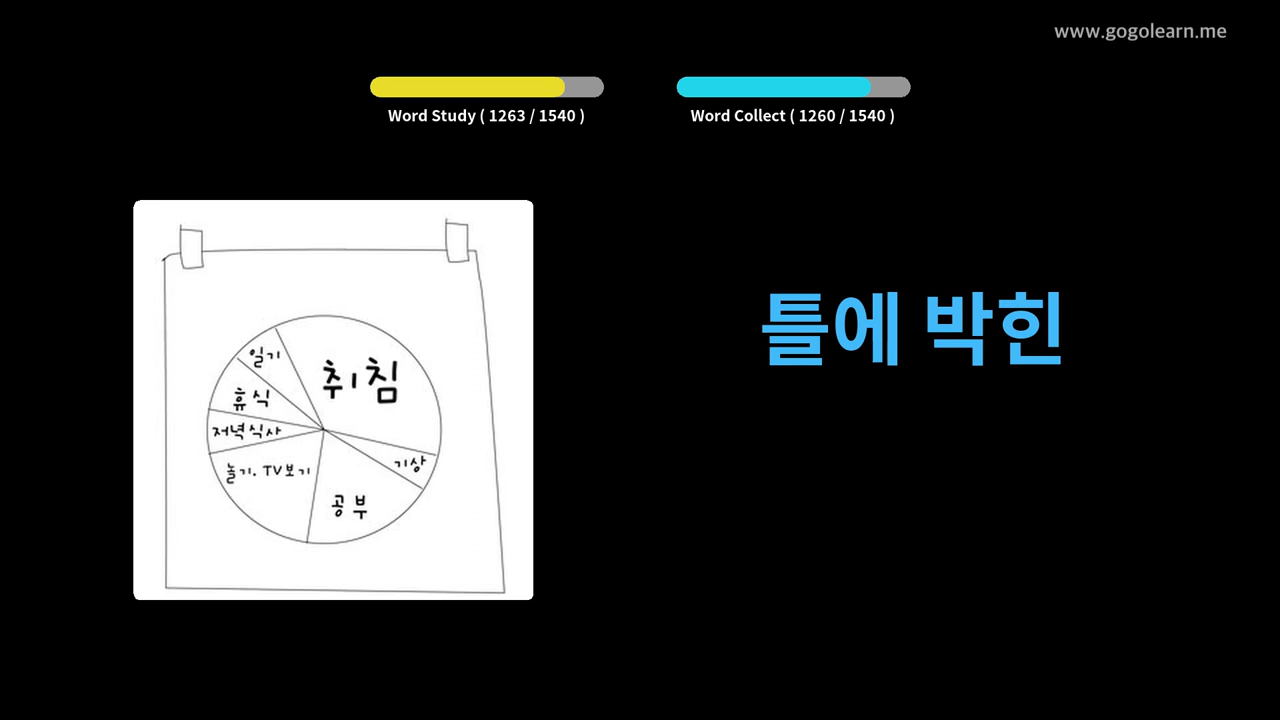 www.gogolearn.me
Word Study ( 1263 / 1540 )
Word Collect ( 1260 / 1540 )
일기
취침
휴식
저녁식사
기상
놀기. TV보기
공부
틀에 박힌